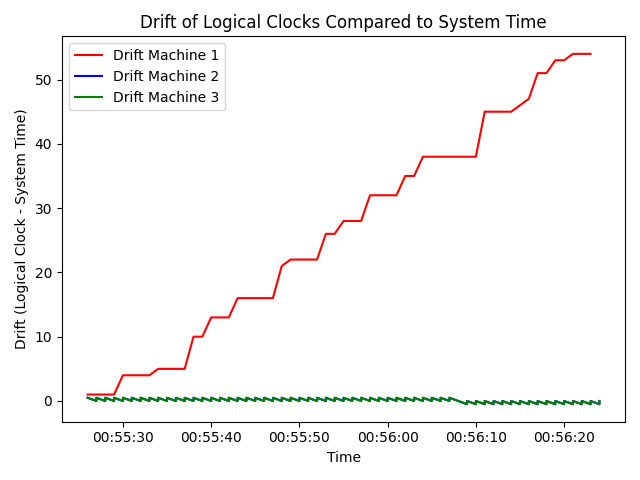 Drift of Logical Clocks Compared to System Time
Drift Machine 1
Drift Machine 2
Drift Machine 3
Drift (Logical Clock - System Time)
50
40
30
20
10
0
00:55:30 00:55:40 00:55:50 00:56:00 00:56:10 00:56:20
Time